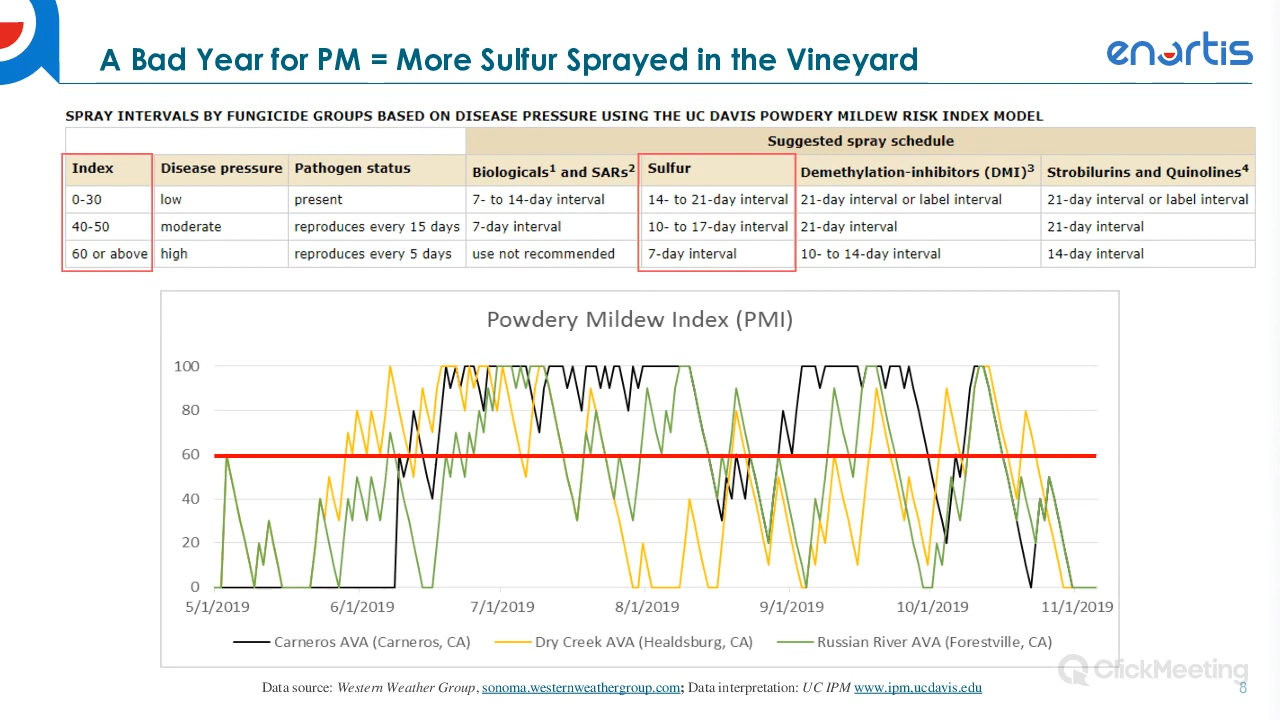 A Bad Year for PM = More Sulfur Sprayed in the Vineyard
enartis
SPRAY INTERVALS BY FUNGICIDE GROUPS BASED ON DISEASE PRESSURE USING THE UC DAVIS POWDERY MILDEW RISK INDEX MODEL
Suggested spray schedule
Index Disease pressure Pathogen status Biologicals1 and SARs2 Sulfur Demethylation-inhibitors (DMI)3 Strobilurins and Quinolines4
0-30 low present 7- to 14-day interval 14- to 21-day interval 21-day interval or label interval 21-day interval or label interval
40-50 moderate reproduces every 15 days 7-day interval 10- to 17-day interval 21-day interval 21-day interval
60 or above high reproduces every 5 days use not recommended 7-day interval 10- to 14-day interval 14-day interval
Powdery Mildew Index (PMI)
100
80
60
40
20
0
5/1/2019 6/1/2019 7/1/2019 8/1/2019 9/1/2019 10/1/2019 11/1/2019
Carneros AVA (Carneros, CA) Dry Creek AVA (Healdsburg, CA) Russian River AVA (Forestville, CA)
ClickMeeting
Data source: Western Weather Group, sonoma.westernweathergroup.com; Data interpretation: UC IPM www.ipm.ucdavis.edu
8